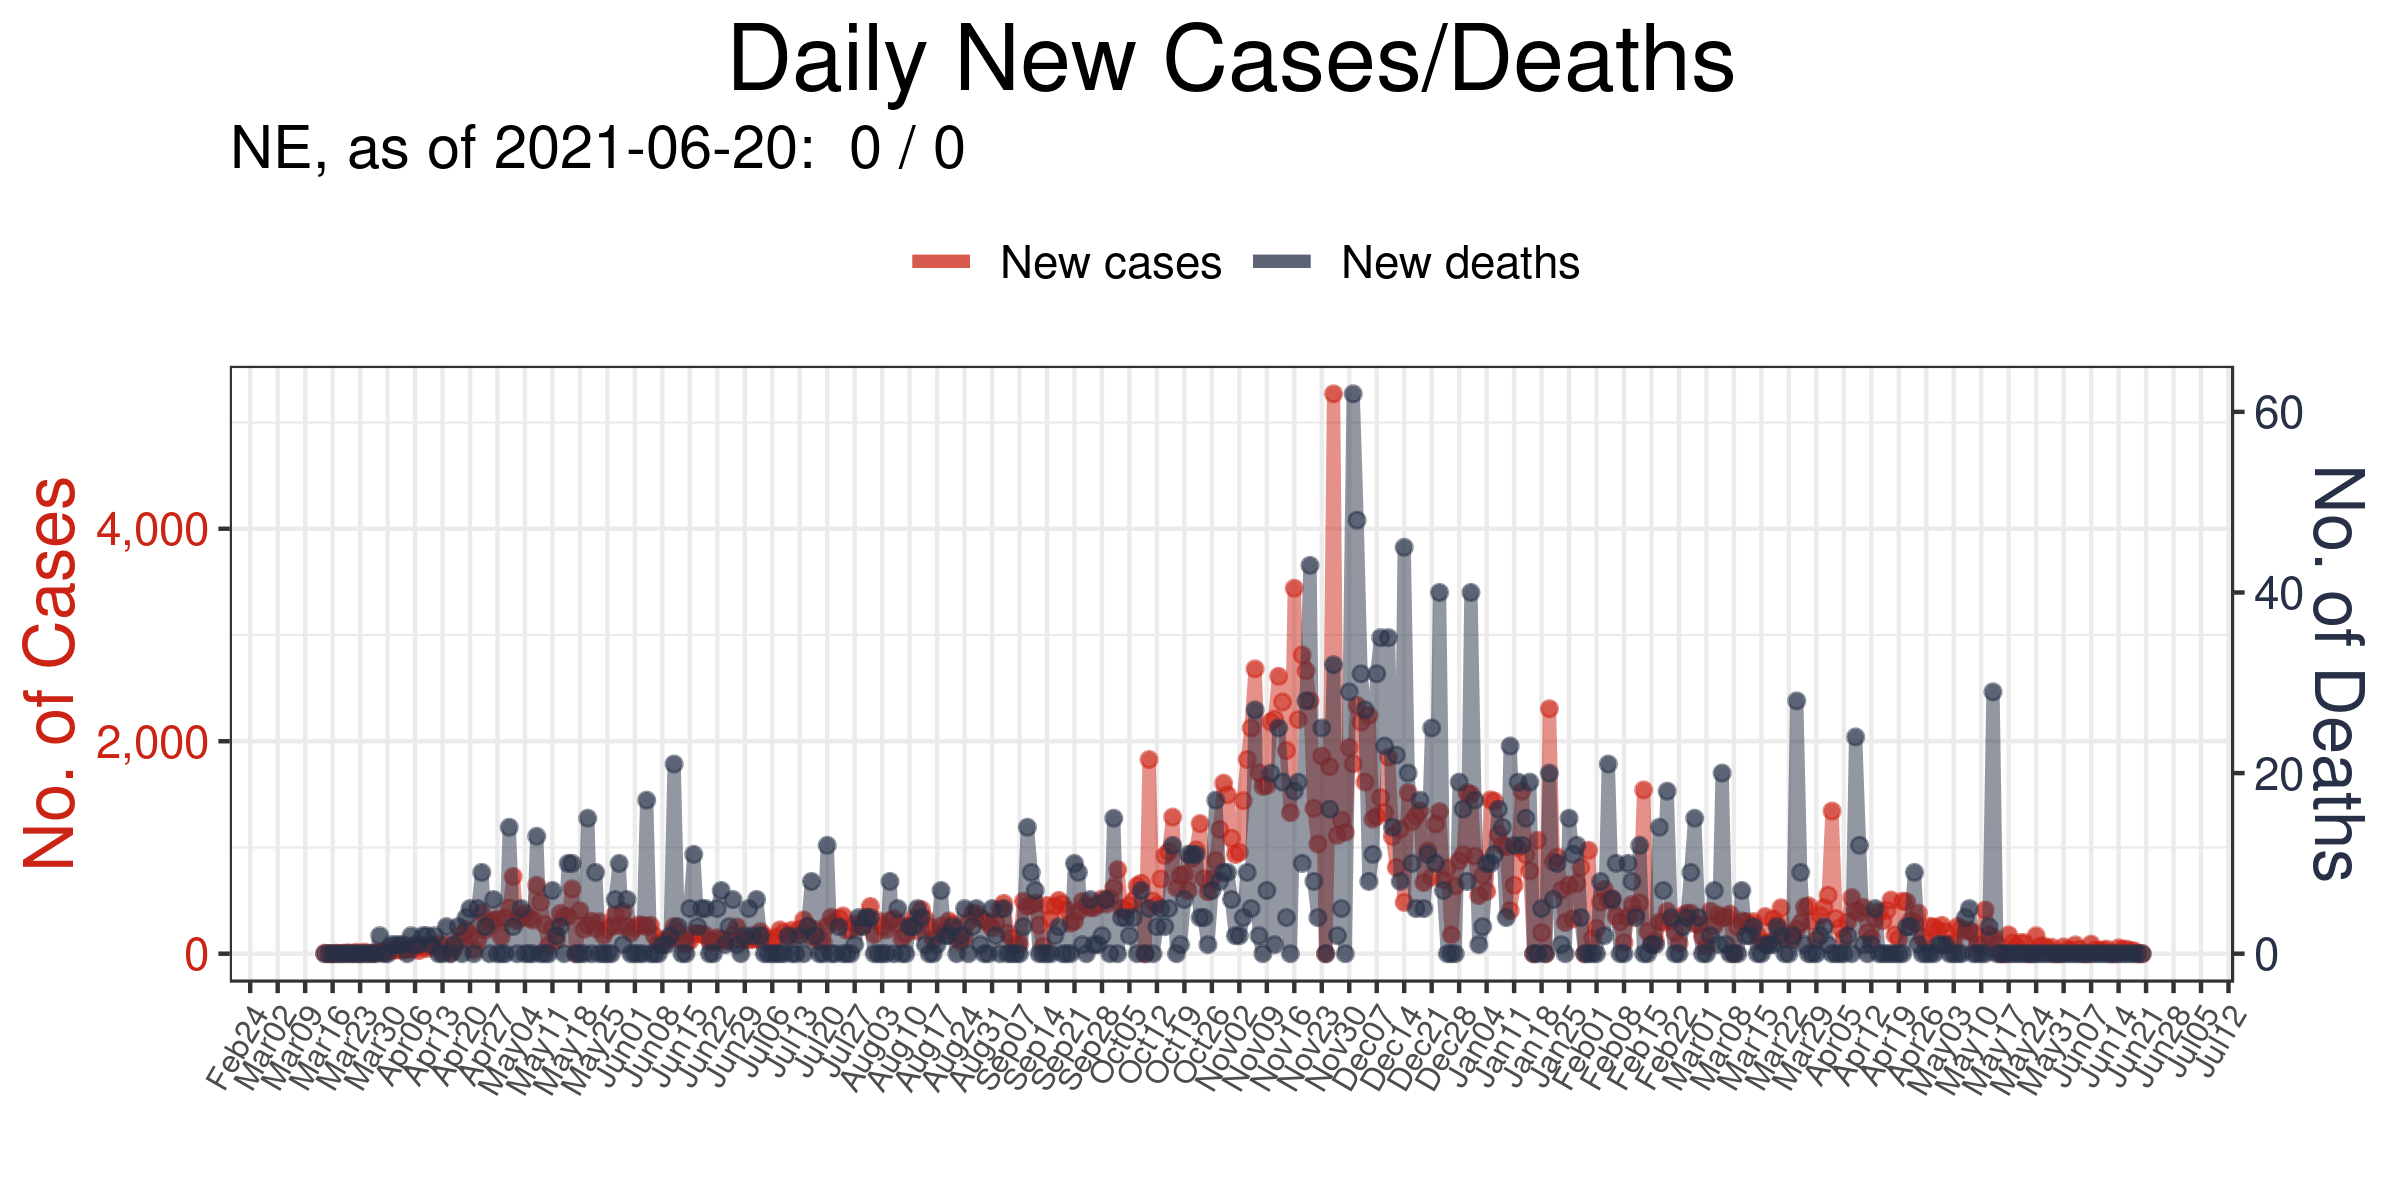 Daily New Cases/Deaths
NE, as of 2021-06-20:  0 / 0
New cases
New deaths
No. of Cases
4,000
2,000
0
60
40
20
0
No. of Deaths
Feb24
Mar02
Mar09
Mar16
Mar23
Mar30
Apr06
Apr13
Apr20
Apr27
May04
May11
May18
May25
Jun01
Jun08
Jun15
Jun22
Jun29
Jul06
Jul13
Jul20
Jul27
Aug03
Aug10
Aug17
Aug24
Aug31
Sep07
Sep14
Sep21
Sep28
Oct05
Oct12
Oct19
Oct26
Nov02
Nov09
Nov16
Nov23
Nov30
Dec07
Dec14
Dec21
Dec28
Jan04
Jan11
Jan18
Jan25
Feb01
Feb08
Feb15
Feb22
Mar01
Mar08
Mar15
Mar22
Mar29
Apr05
Apr12
Apr19
Apr26
May03
May10
May17
May24
May31
Jun07
Jun14
Jun21
Jun28
Jul05
Jul12